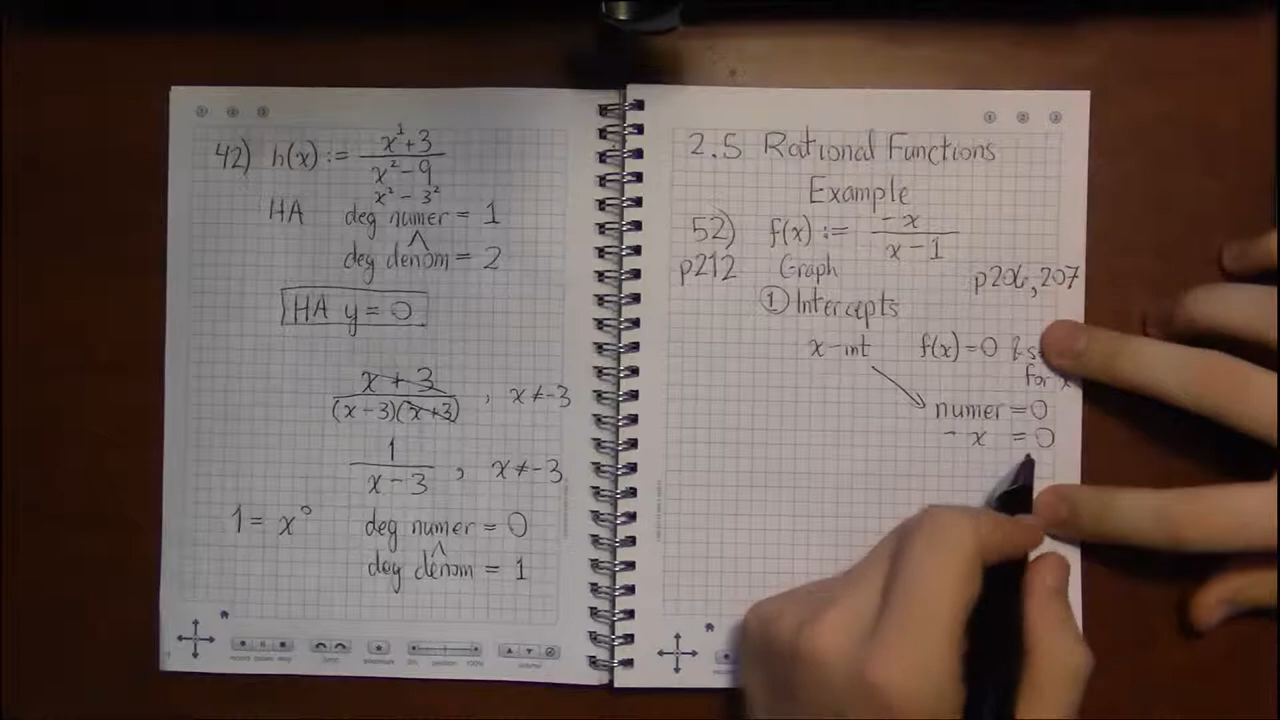 42) h(x) := x¹+3 / x²-9
x² - 3²
HA deg numer = 1
^
deg denom = 2
HA y = 0
x + 3 / (x-3)(x+3) , x≠-3
1 / x-3 , x≠-3
1 = x⁰ deg numer = 0
^
deg denom = 1
2.5 Rational Functions
Example
52) f(x) := -x / x-1
p212 Graph p206,207
① Intercepts
x-int f(x)=0 &
for x
numer = 0
-x = 0